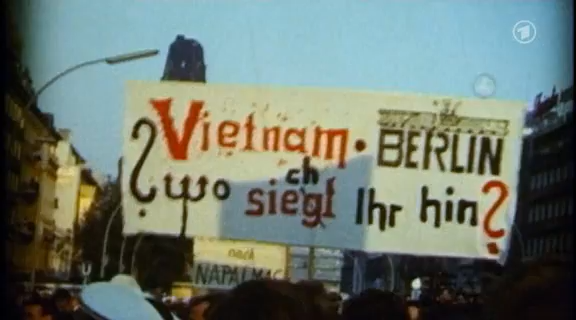 Vietnam · BERLIN
ch
¿ wo siegt Ihr hin?
nach
NAPALM